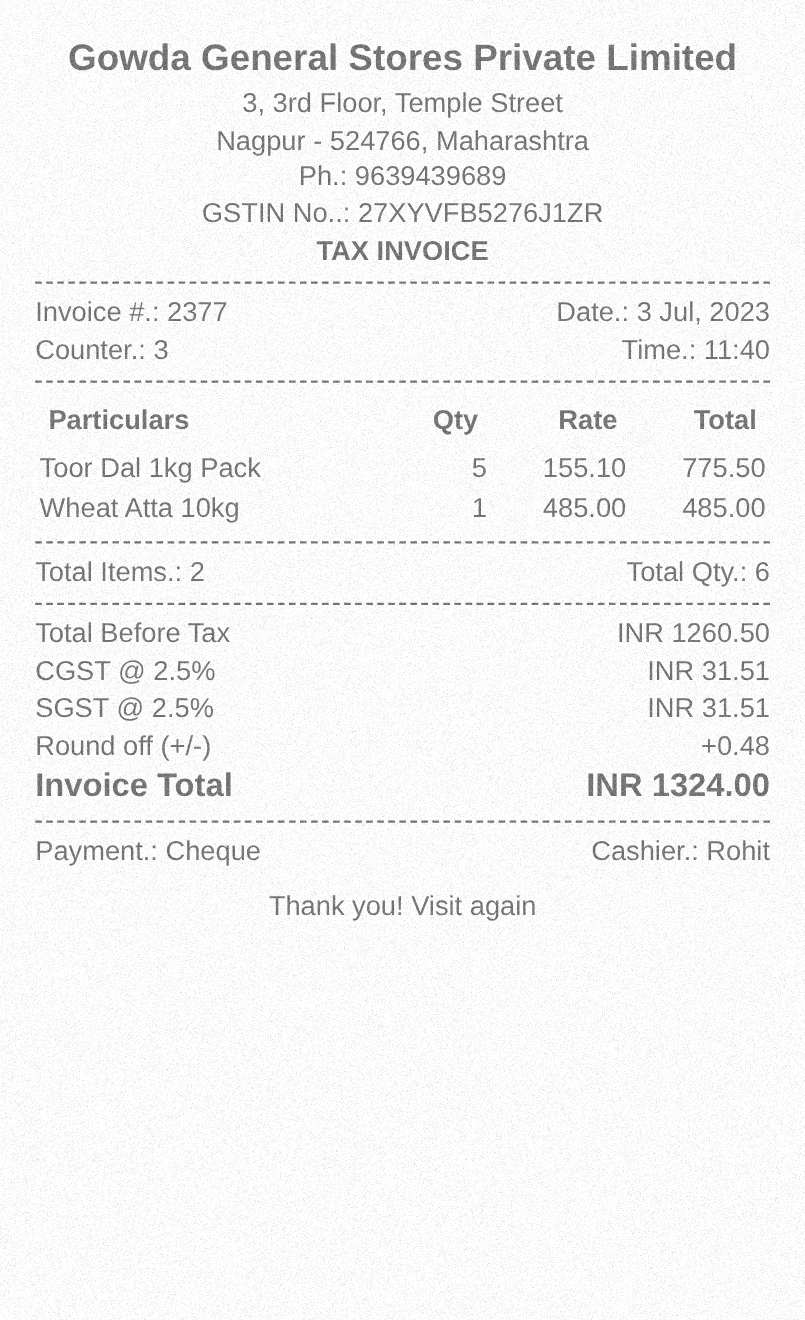 Gowda General Stores Private Limited
3, 3rd Floor, Temple Street
Nagpur - 524766, Maharashtra
Ph.: 9639439689
GSTIN No..: 27XYVFB5276J1ZR
TAX INVOICE
Invoice #.: 2377 Date.: 3 Jul, 2023
Counter.: 3 Time.: 11:40
Particulars Qty Rate Total
Toor Dal 1kg Pack 5 155.10 775.50
Wheat Atta 10kg 1 485.00 485.00
Total Items.: 2 Total Qty.: 6
Total Before Tax INR 1260.50
CGST @ 2.5% INR 31.51
SGST @ 2.5% INR 31.51
Round off (+/-) +0.48
Invoice Total INR 1324.00
Payment.: Cheque Cashier.: Rohit
Thank you! Visit again